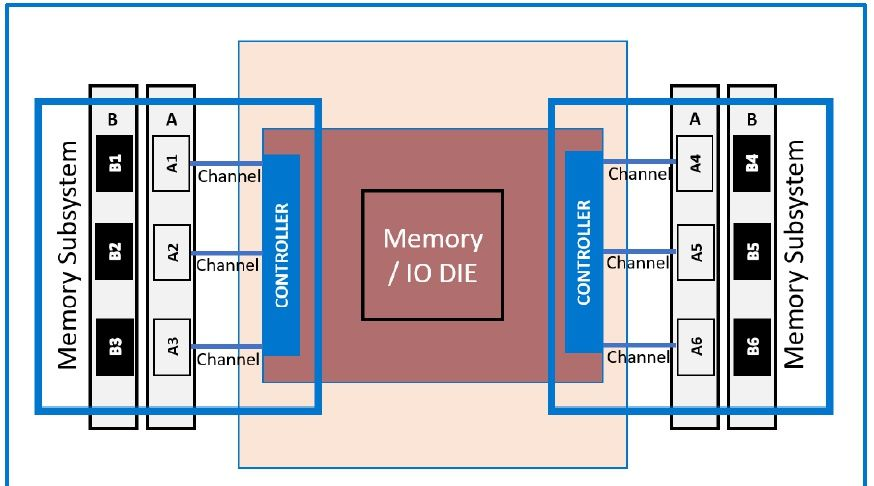 B
A
B1
A1
Channel
B2
A2
Channel
B3
A3
Channel
Memory Subsystem
CONTROLLER
Memory
/ IO DIE
CONTROLLER
A
B
Channel
A4
B4
Channel
A5
B5
Channel
A6
B6
Memory Subsystem